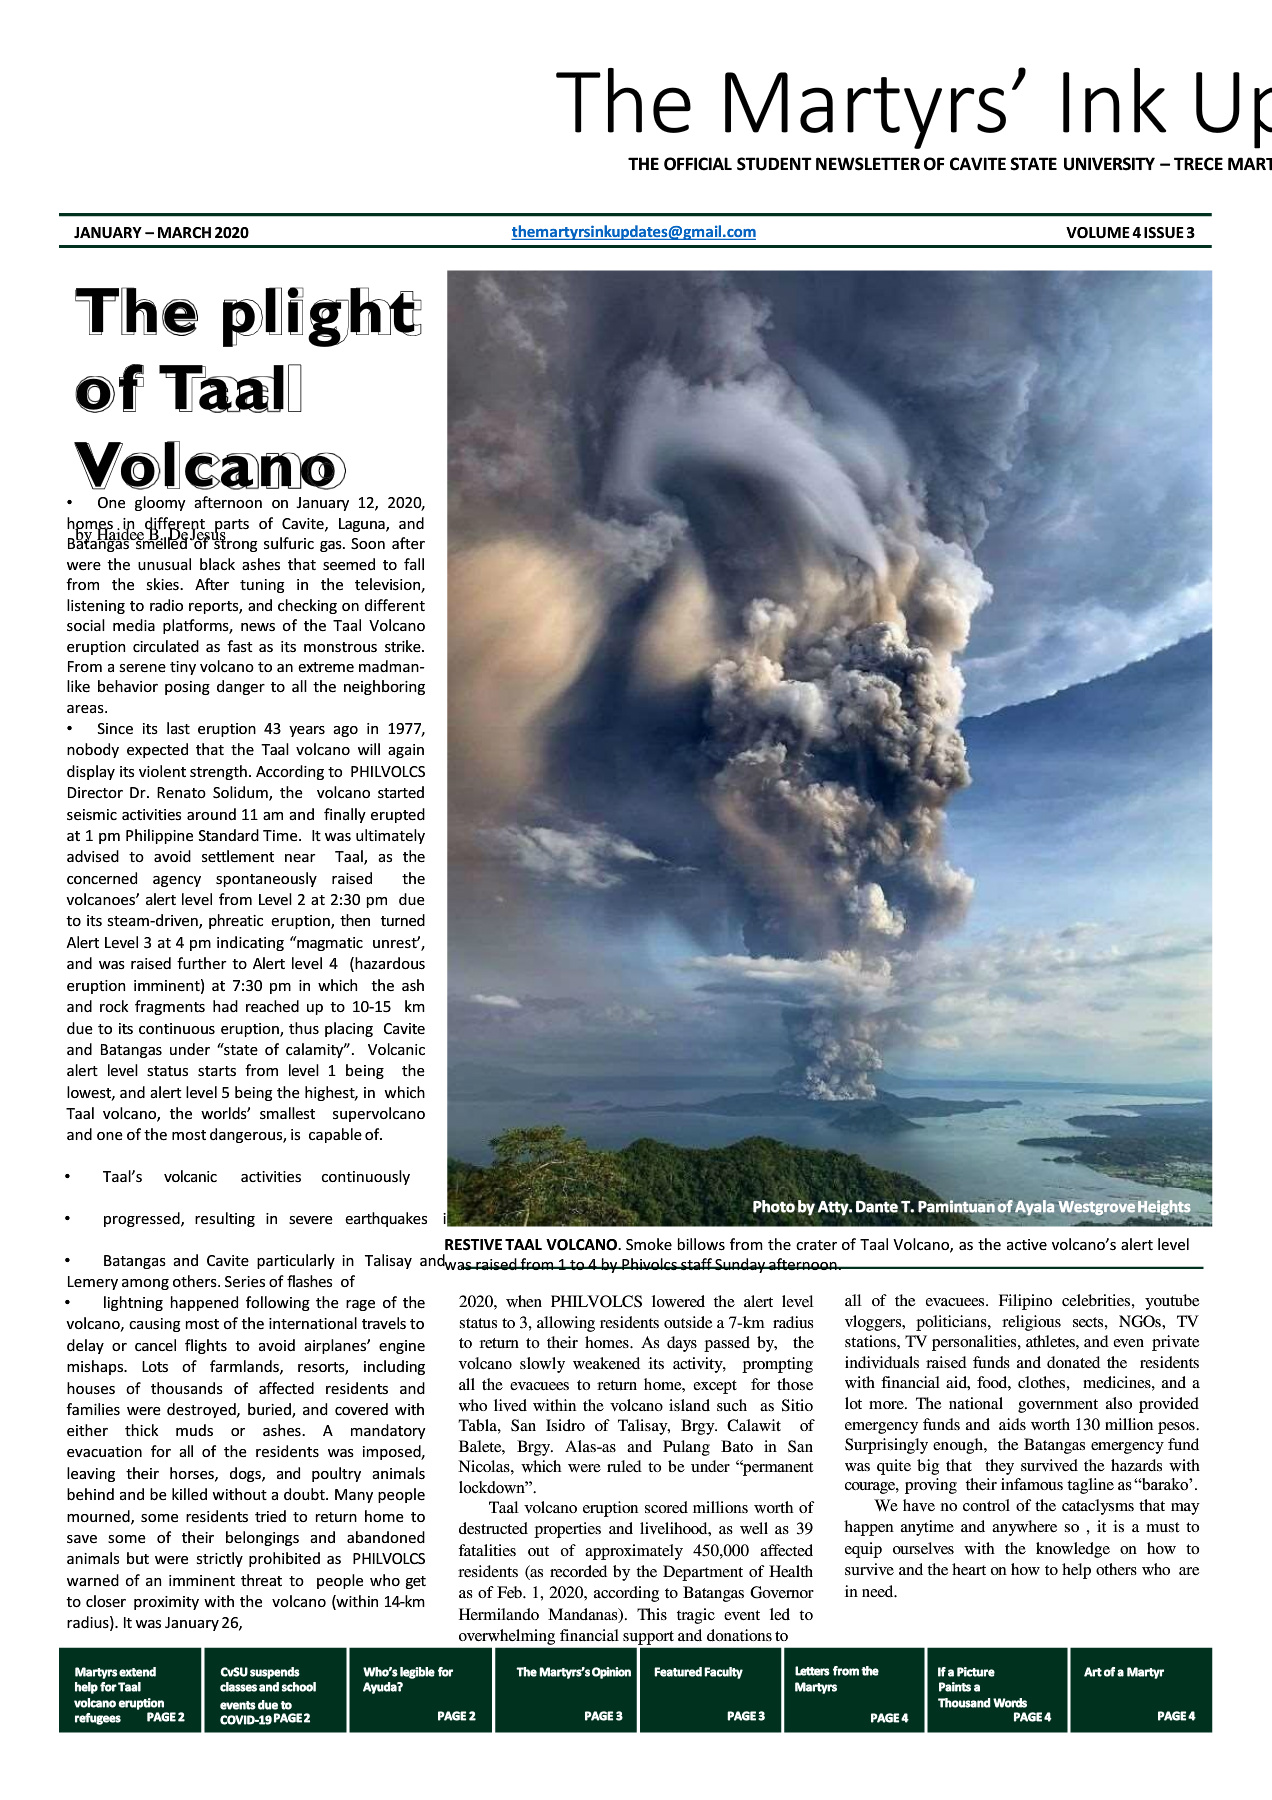 The Martyrs’ Ink Up
THE OFFICIAL STUDENT NEWSLETTER OF CAVITE STATE UNIVERSITY – TRECE MART
JANUARY – MARCH 2020
themartyrsinkupdates@gmail.com
VOLUME 4 ISSUE 3
The plight
of Taal
Volcano
by Haidee B. DeJesus
• One gloomy afternoon on January 12, 2020,
homes in different parts of Cavite, Laguna, and
Batangas smelled of strong sulfuric gas. Soon after
were the unusual black ashes that seemed to fall
from the skies. After tuning in the television,
listening to radio reports, and checking on different
social media platforms, news of the Taal Volcano
eruption circulated as fast as its monstrous strike.
From a serene tiny volcano to an extreme madman-
like behavior posing danger to all the neighboring
areas.
• Since its last eruption 43 years ago in 1977,
nobody expected that the Taal volcano will again
display its violent strength. According to PHILVOLCS
Director Dr. Renato Solidum, the volcano started
seismic activities around 11 am and finally erupted
at 1 pm Philippine Standard Time. It was ultimately
advised to avoid settlement near Taal, as the
concerned agency spontaneously raised the
volcanoes’ alert level from Level 2 at 2:30 pm due
to its steam-driven, phreatic eruption, then turned
Alert Level 3 at 4 pm indicating “magmatic unrest’,
and was raised further to Alert level 4 (hazardous
eruption imminent) at 7:30 pm in which the ash
and rock fragments had reached up to 10-15 km
due to its continuous eruption, thus placing Cavite
and Batangas under “state of calamity”. Volcanic
alert level status starts from level 1 being the
lowest, and alert level 5 being the highest, in which
Taal volcano, the worlds’ smallest supervolcano
and one of the most dangerous, is capable of.
• Taal’s volcanic activities continuously
• progressed, resulting in severe earthquakes i
• Batangas and Cavite particularly in Talisay and
Lemery among others. Series of flashes of
• lightning happened following the rage of the
volcano, causing most of the international travels to
delay or cancel flights to avoid airplanes’ engine
mishaps. Lots of farmlands, resorts, including
houses of thousands of affected residents and
families were destroyed, buried, and covered with
either thick muds or ashes. A mandatory
evacuation for all of the residents was imposed,
leaving their horses, dogs, and poultry animals
behind and be killed without a doubt. Many people
mourned, some residents tried to return home to
save some of their belongings and abandoned
animals but were strictly prohibited as PHILVOLCS
warned of an imminent threat to people who get
to closer proximity with the volcano (within 14-km
radius). It was January 26,
Photo by Atty. Dante T. Pamintuan of Ayala Westgrove Heights
RESTIVE TAAL VOLCANO. Smoke billows from the crater of Taal Volcano, as the active volcano’s alert level
was raised from 1 to 4 by Phivolcs staff Sunday afternoon.
2020, when PHILVOLCS lowered the alert level
status to 3, allowing residents outside a 7-km radius
to return to their homes. As days passed by, the
volcano slowly weakened its activity, prompting
all the evacuees to return home, except for those
who lived within the volcano island such as Sitio
Tabla, San Isidro of Talisay, Brgy. Calawit of
Balete, Brgy. Alas-as and Pulang Bato in San
Nicolas, which were ruled to be under “permanent
lockdown”.
Taal volcano eruption scored millions worth of
destructed properties and livelihood, as well as 39
fatalities out of approximately 450,000 affected
residents (as recorded by the Department of Health
as of Feb. 1, 2020, according to Batangas Governor
Hermilando Mandanas). This tragic event led to
overwhelming financial support and donations to
all of the evacuees. Filipino celebrities, youtube
vloggers, politicians, religious sects, NGOs, TV
stations, TV personalities, athletes, and even private
individuals raised funds and donated the residents
with financial aid, food, clothes, medicines, and a
lot more. The national government also provided
emergency funds and aids worth 130 million pesos.
Surprisingly enough, the Batangas emergency fund
was quite big that they survived the hazards with
courage, proving their infamous tagline as “barako’.
We have no control of the cataclysms that may
happen anytime and anywhere so , it is a must to
equip ourselves with the knowledge on how to
survive and the heart on how to help others who are
in need.
Martyrs extend
help for Taal
volcano eruption
refugees PAGE 2
CvSU suspends
classes and school
events due to
COVID-19 PAGE 2
Who’s legible for
Ayuda?
PAGE 2
The Martyrs’s Opinion
PAGE 3
Featured Faculty
PAGE 3
Letters from the
Martyrs
PAGE 4
If a Picture
Paints a
Thousand Words
PAGE 4
Art of a Martyr
PAGE 4